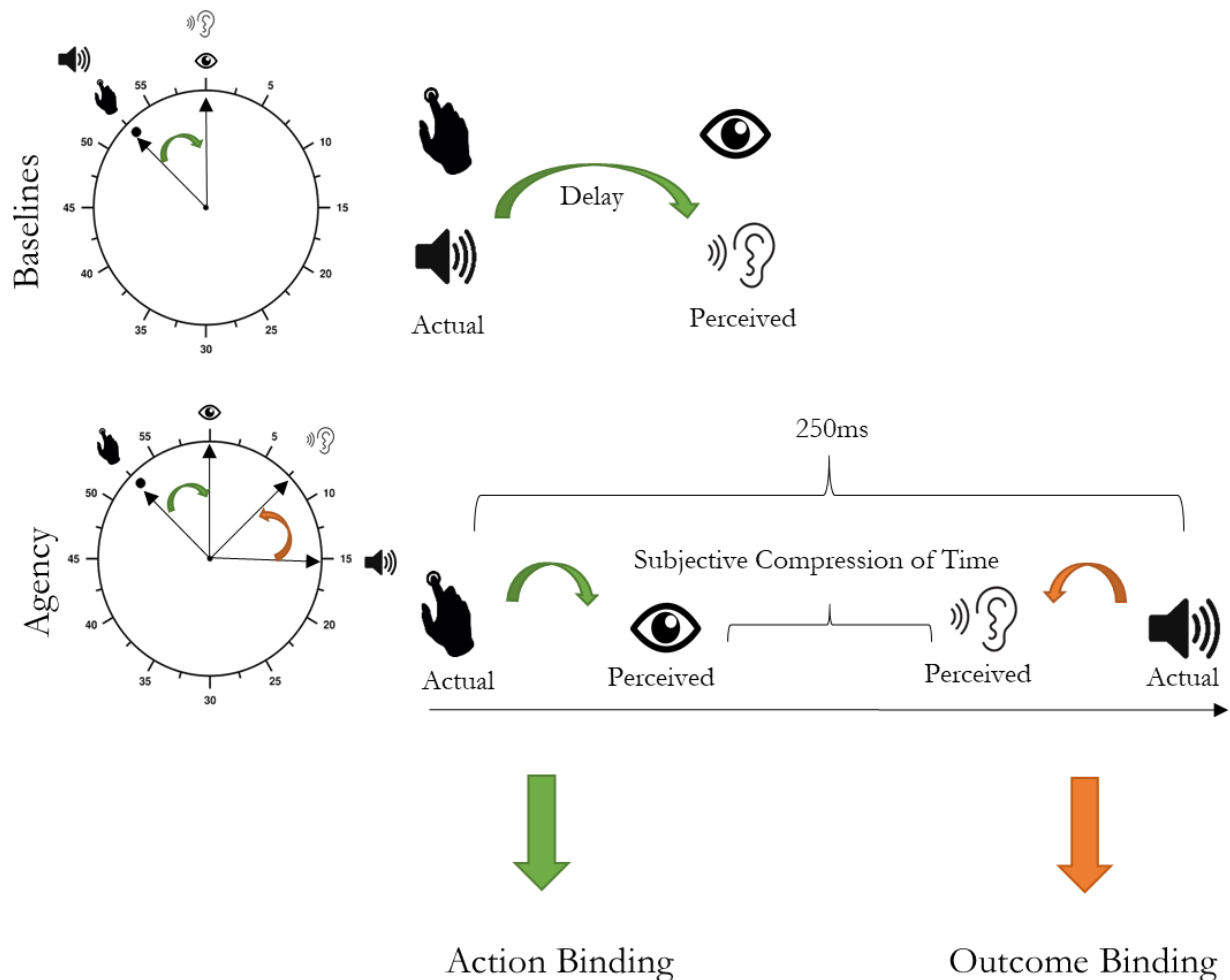 Baselines
55
5
50
10
45
15
40
20
35
25
30
Delay
Actual
Perceived
Agency
55
5
50
10
45
15
40
20
35
25
30
250ms
Subjective Compression of Time
Actual
Perceived
Perceived
Actual
Action Binding
Outcome Binding